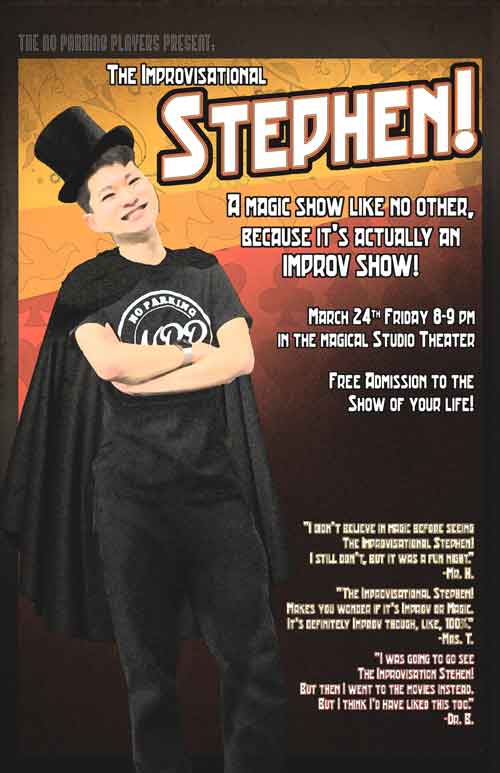 THE NO PARKING PLAYERS PRESENT:
THE IMPROVISATIONAL
STEPHEN!
A MAGIC SHOW LIKE NO OTHER,
BECAUSE IT'S ACTUALLY AN
IMPROV SHOW!
NO PARKING
NPP
MARCH 24TH FRIDAY 8-9 PM
IN THE MAGICAL STUDIO THEATER
FREE ADMISSION TO THE
SHOW OF YOUR LIFE!
"I DIDN'T BELIEVE IN MAGIC BEFORE SEEING
THE IMPROVISATIONAL STEPHEN!
I STILL DON'T, BUT IT WAS A FUN NIGHT."
-MR. H.
"THE IMPROVISATIONAL STEPHEN!
MAKES YOU WONDER IF IT'S IMPROV OR MAGIC.
IT'S DEFINITELY IMPROV THOUGH, LIKE, 100%."
-MRS. T.
"I WAS GOING TO GO SEE
THE IMPROVISATION STEHEN!
BUT THEN I WENT TO THE MOVIES INSTEAD.
BUT I THINK I'D HAVE LIKED THIS TOO."
-DR. B.